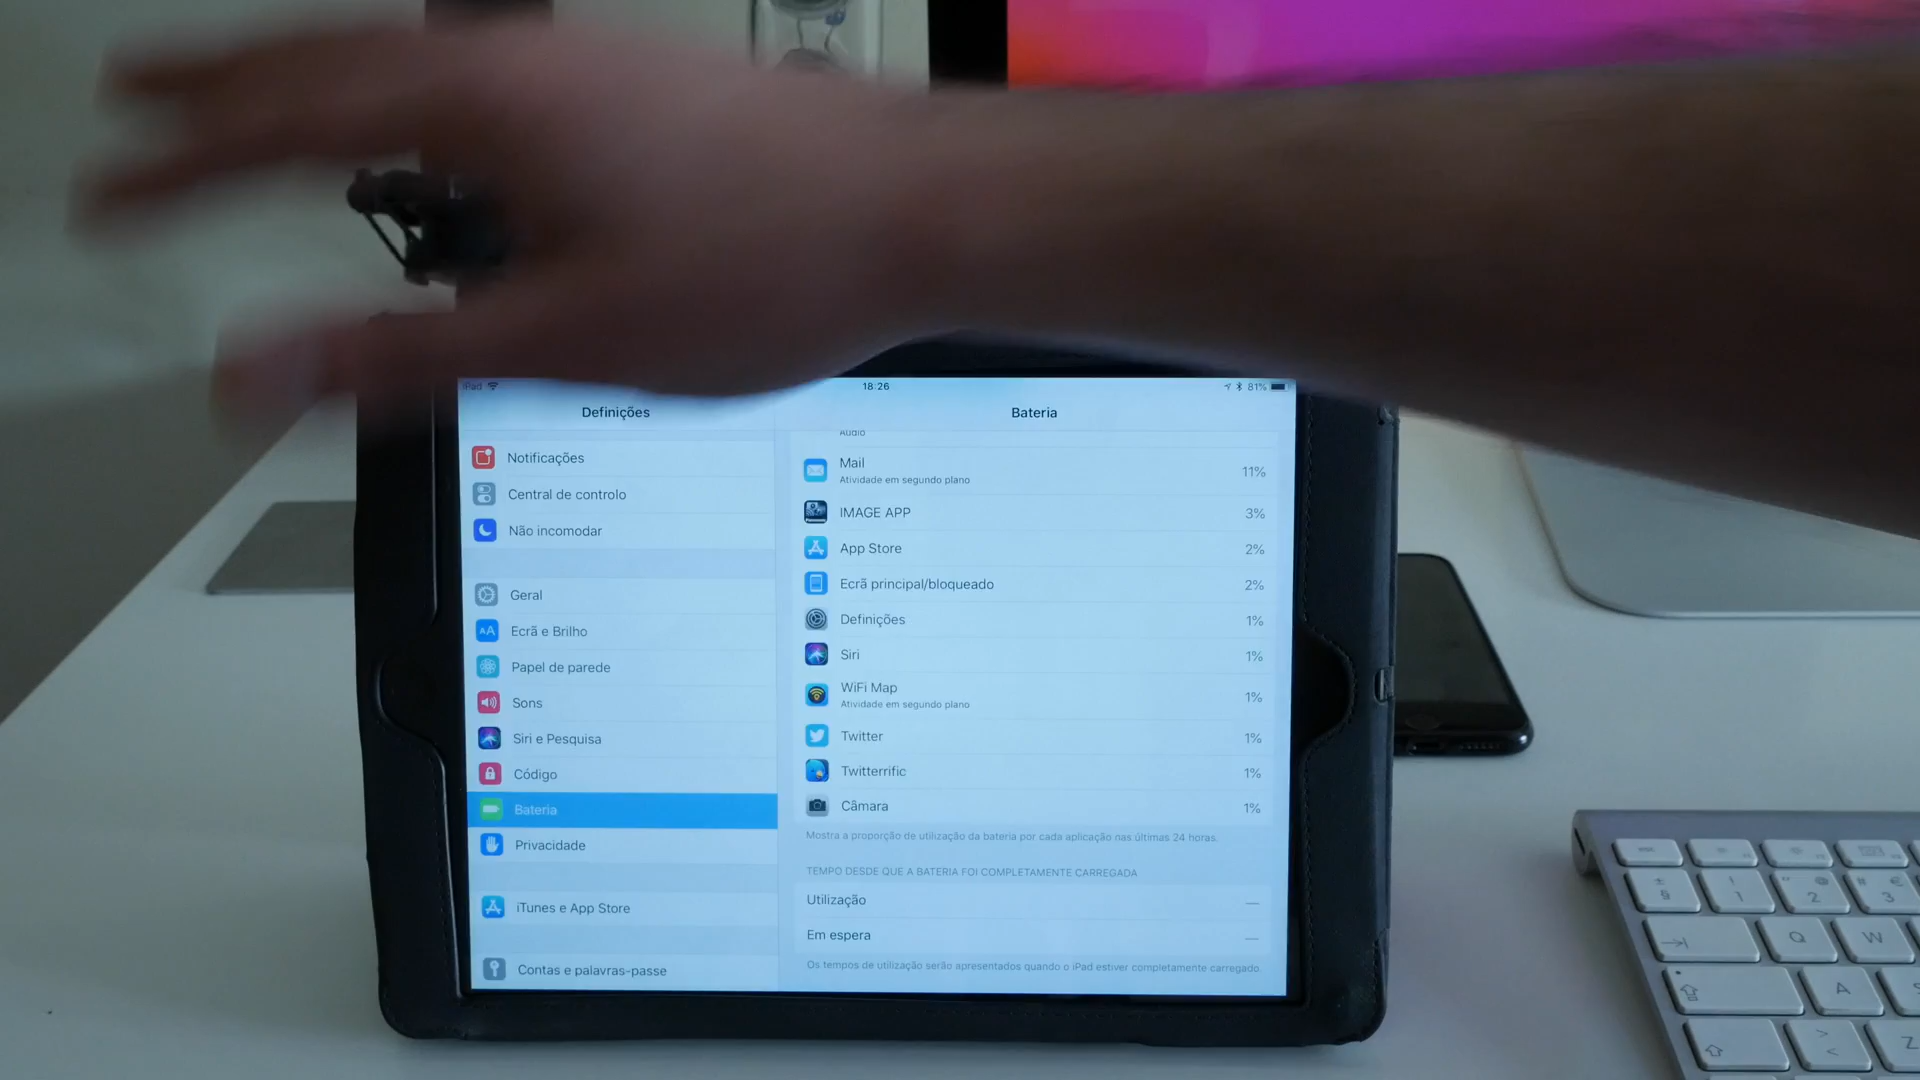 iPad
18:26
81%
Definições
Bateria
Notificações
Central de controlo
Não incomodar
Geral
AA
Ecrã e Brilho
Papel de parede
Sons
Siri e Pesquisa
Código
Bateria
Privacidade
iTunes e App Store
Contas e palavras-passe
Áudio
Mail
11%
Atividade em segundo plano
IMAGE APP
3%
App Store
2%
Ecrã principal/bloqueado
2%
Definições
1%
Siri
1%
WiFi Map
1%
Atividade em segundo plano
Twitter
1%
Twitterrific
1%
Câmara
1%
Mostra a proporção de utilização da bateria por cada aplicação nas últimas 24 horas.
TEMPO DESDE QUE A BATERIA FOI COMPLETAMENTE CARREGADA
Utilização
—
Em espera
—
Os tempos de utilização serão apresentados quando o iPad estiver completamente carregado.
± § ! 1 " @ 2 # € 3
Q W
A
> < Z